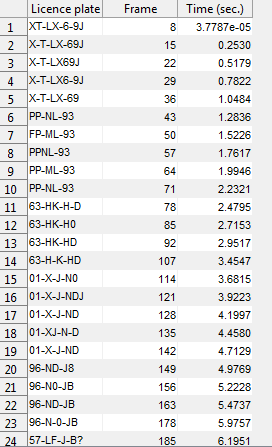 Licence plate Frame Time (sec.)
1 XT-LX-6-9J 8 3.7787e-05
2 X-T-LX-69J 15 0.2530
3 X-T-LX69J 22 0.5179
4 X-T-LX6-9J 29 0.7822
5 X-T-LX-69 36 1.0484
6 PP-NL-93 43 1.2836
7 FP-ML-93 50 1.5226
8 PPNL-93 57 1.7617
9 PP-ML-93 64 1.9946
10 PP-NL-93 71 2.2321
11 63-HK-H-D 78 2.4795
12 63-HK-H0 85 2.7153
13 63-HK-HD 92 2.9517
14 63-H-K-HD 107 3.4547
15 01-X-J-N0 114 3.6815
16 01-X-J-NDJ 121 3.9223
17 01-X-J-ND 128 4.1997
18 01-XJ-N-D 135 4.4580
19 01-X-J-ND 142 4.7129
20 96-ND-J8 149 4.9769
21 96-N0-JB 156 5.2228
22 96-ND-JB 163 5.4737
23 96-N-0-JB 178 5.9757
24 57-LF-J-B? 185 6.1951